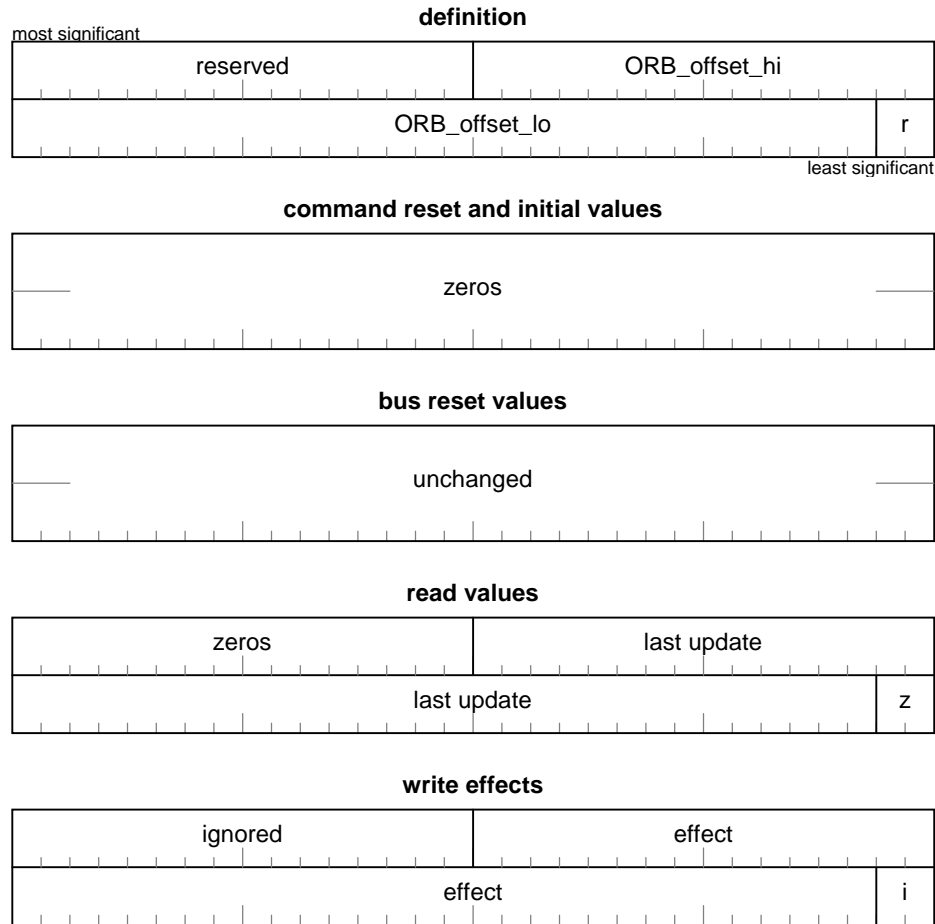 definition
most significant
reserved ORB_offset_hi
ORB_offset_lo r
least significant
command reset and initial values
zeros
bus reset values
unchanged
read values
zeros last update
last update z
write effects
ignored effect
effect i